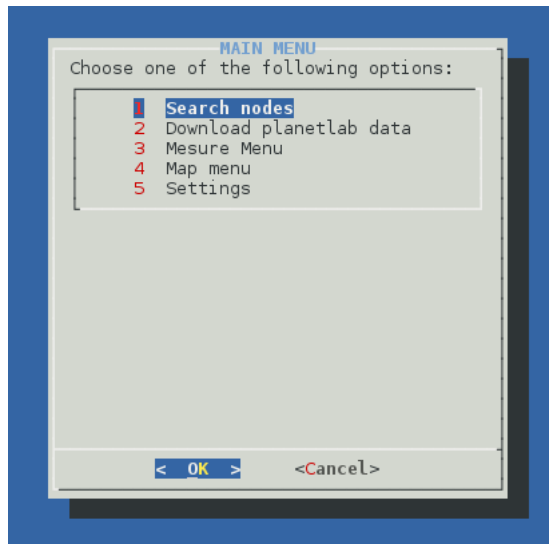 MAIN MENU
Choose one of the following options:
1 Search nodes
2 Download planetlab data
3 Mesure Menu
4 Map menu
5 Settings
< OK > <Cancel>